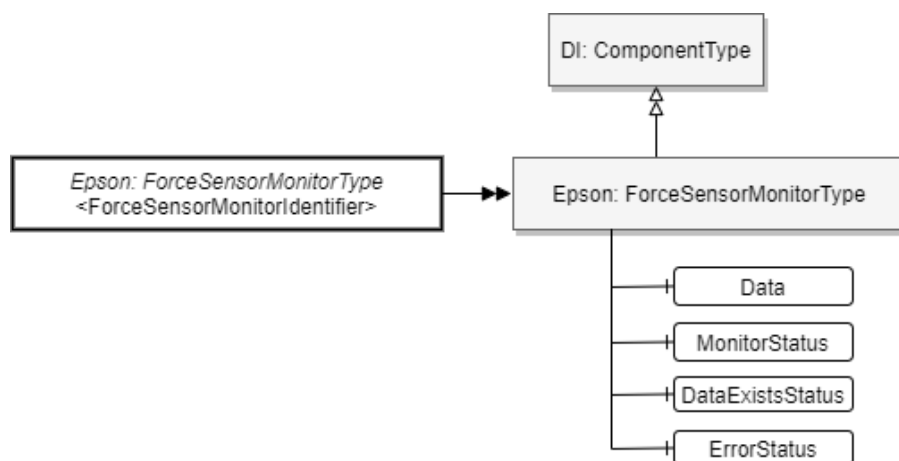 DI: ComponentType
Epson: ForceSensorMonitorType
<ForceSensorMonitorIdentifier>
Epson: ForceSensorMonitorType
Data
MonitorStatus
DataExistsStatus
ErrorStatus